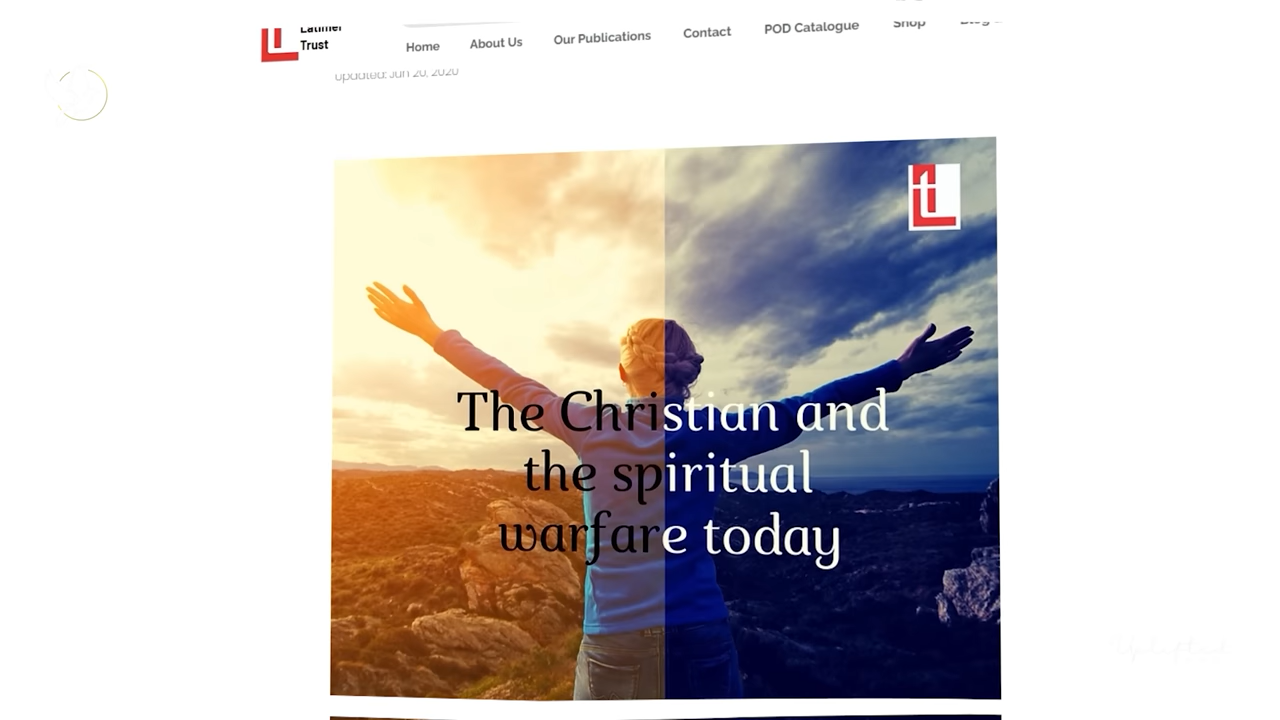 Latimer
Trust
Home About Us Our Publications Contact POD Catalogue Shop
Updated: Jun 20, 2020
The Christian and
the spiritual
warfare today